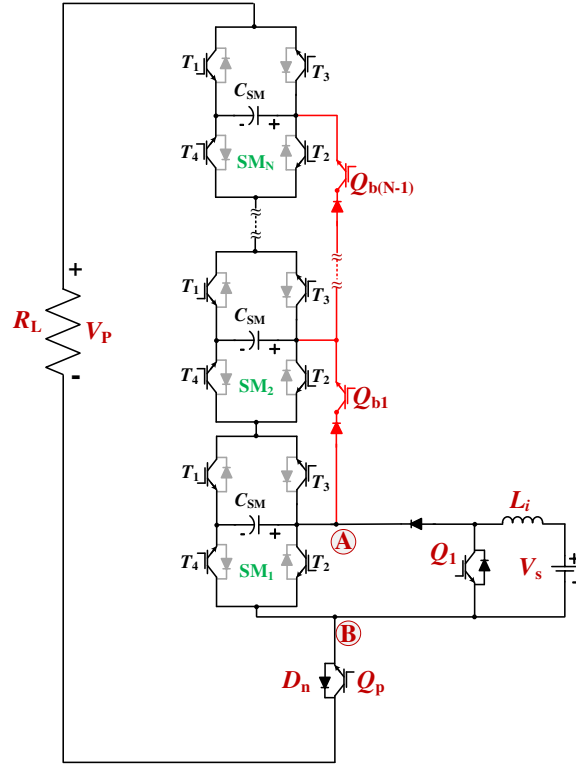 T1
T3
CSM
- +
T4
T2
SMN
Qb(N-1)
+
RL
VP
-
T1
T3
CSM
- +
T4
T2
SM2
Qb1
T1
T3
CSM
- +
T4
T2
SM1
A
Li
Q1
Vs
+
-
B
Dn
Qp